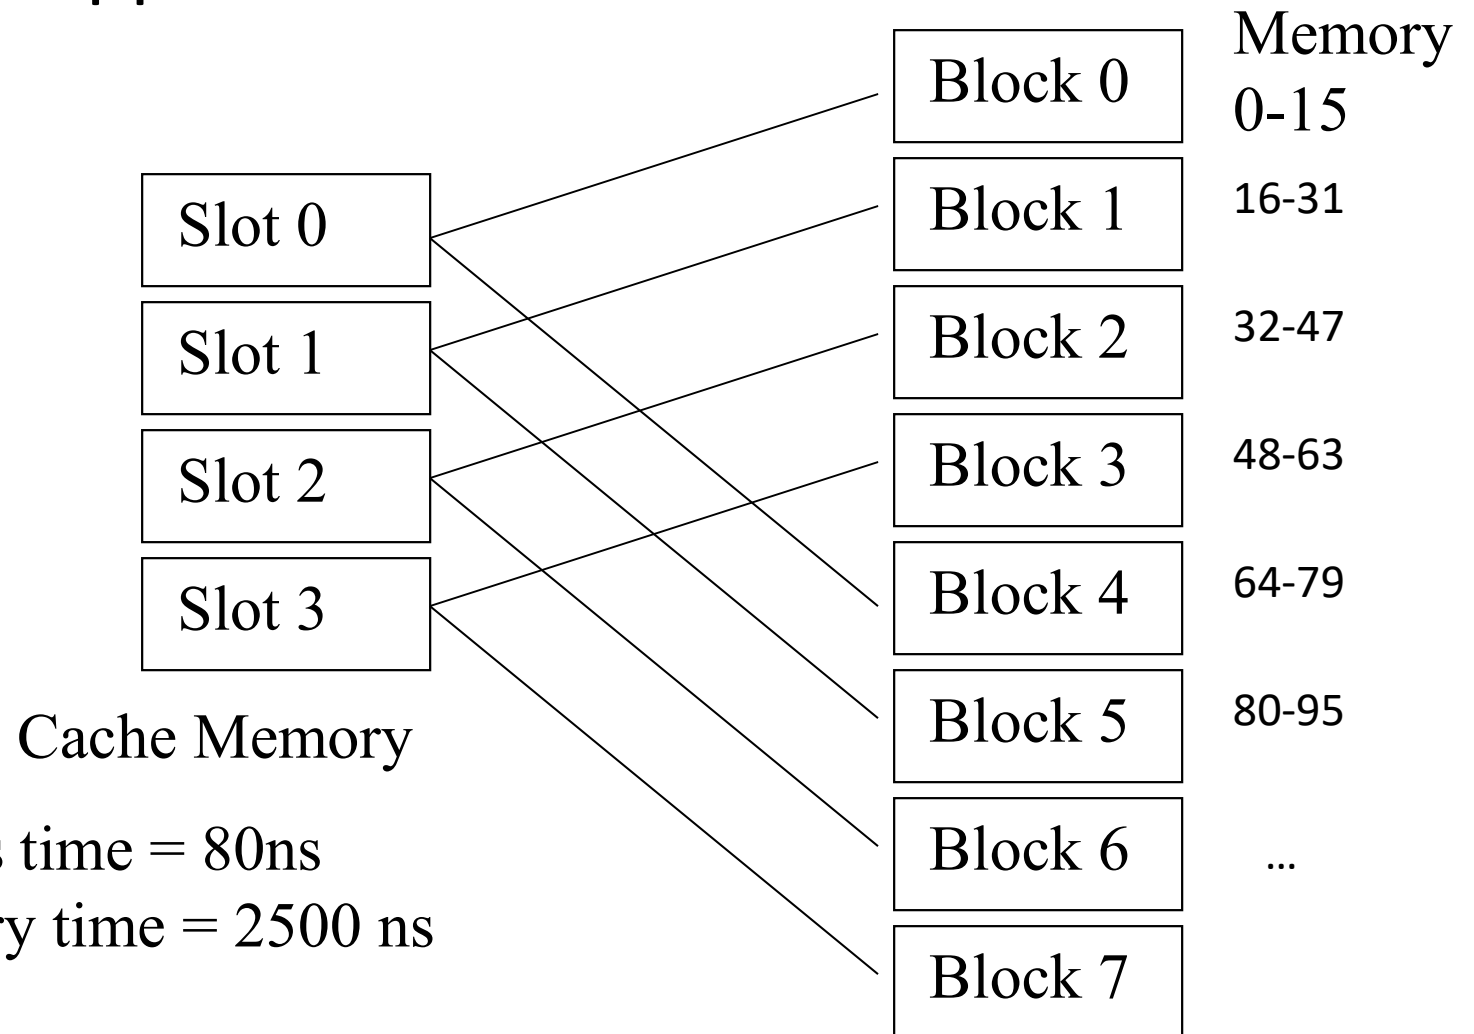 Memory
Block 0
0-15
Block 1
16-31
Slot 0
Block 2
32-47
Slot 1
Block 3
48-63
Slot 2
Block 4
64-79
Slot 3
Block 5
80-95
Cache Memory
Block 6
...
time = 80ns
time = 2500 ns
Block 7